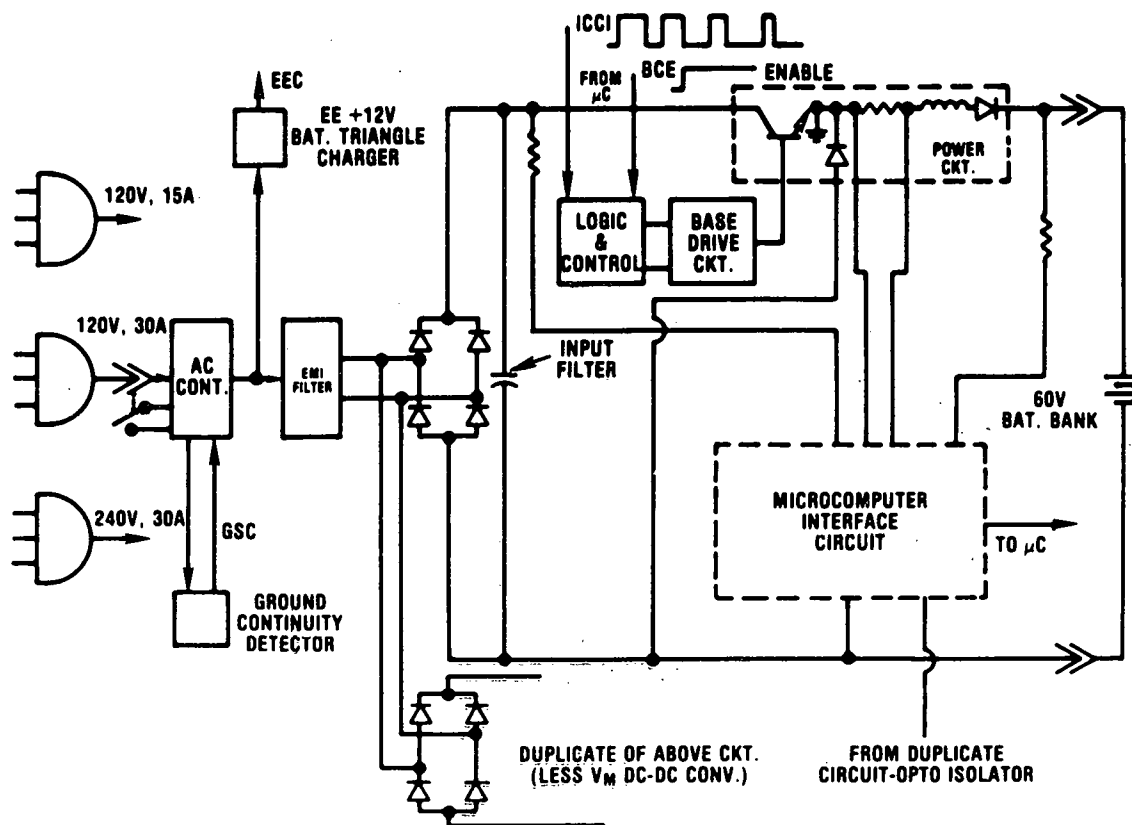 ICCI
BCE
ENABLE
FROM
μC
EEC
EE +12V
BAT. TRIANGLE
CHARGER
POWER
CKT.
120V, 15A
LOGIC
&
CONTROL
BASE
DRIVE
CKT.
120V, 30A
AC
CONT.
EMI
FILTER
INPUT
FILTER
60V
BAT. BANK
240V, 30A
GSC
MICROCOMPUTER
INTERFACE
CIRCUIT
TO μC
GROUND
CONTINUITY
DETECTOR
DUPLICATE OF ABOVE CKT.
(LESS VM DC-DC CONV.)
FROM DUPLICATE
CIRCUIT-OPTO ISOLATOR